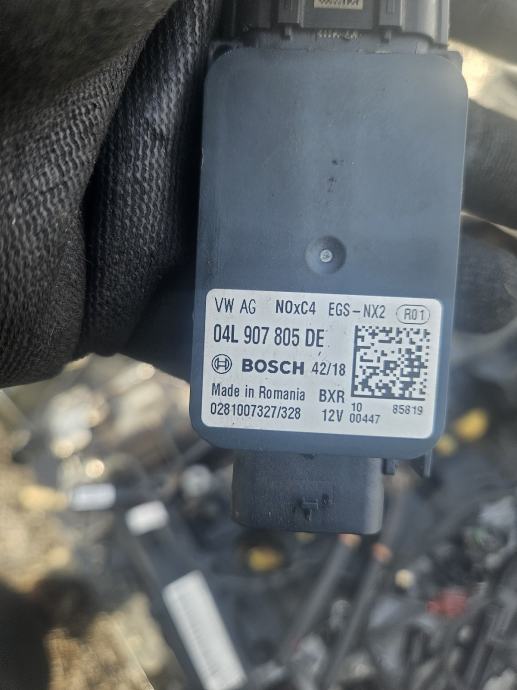 VW AG NOxC4 EGS-NX2 R01
04L 907 805 DE
BOSCH 42/18
Made in Romania BXR
10 85819
0281007327/328 12V 00447